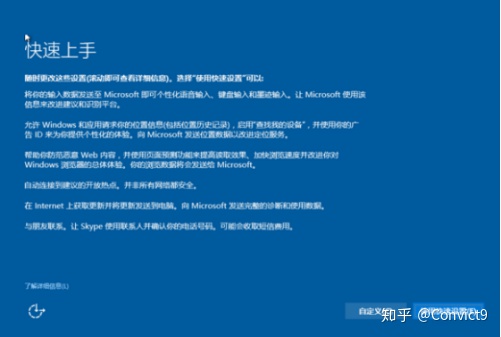 快速上手
随时更改这些设置(滚动即可查看详细信息)。选择"使用快速设置"可以:
将你的输入数据发送至 Microsoft 即可个性化语音输入、键盘输入和墨迹输入。让 Microsoft 使用该
信息来改进建议和识别平台。
允许 Windows 和应用请求你的位置信息(包括位置历史记录)，启用"查找我的设备"，并使用你的广
告 ID 来为你提供个性化的体验。向 Microsoft 发送位置数据以改进定位服务。
帮助你防范恶意 Web 内容，并使用页面预测功能来提高读取效率、加快浏览速度并改进你对
Windows 浏览器的总体体验。你的浏览数据将会发送给 Microsoft。
自动连接到建议的开放热点。并非所有网络都安全。
在 Internet 上获取更新并将更新发送到电脑。向 Microsoft 发送完整的诊断和使用数据。
与朋友联系。让 Skype 使用联系人并确认你的电话号码。可能会收取短信费用。
了解详细信息(L)
自定义
知乎 @Convict9